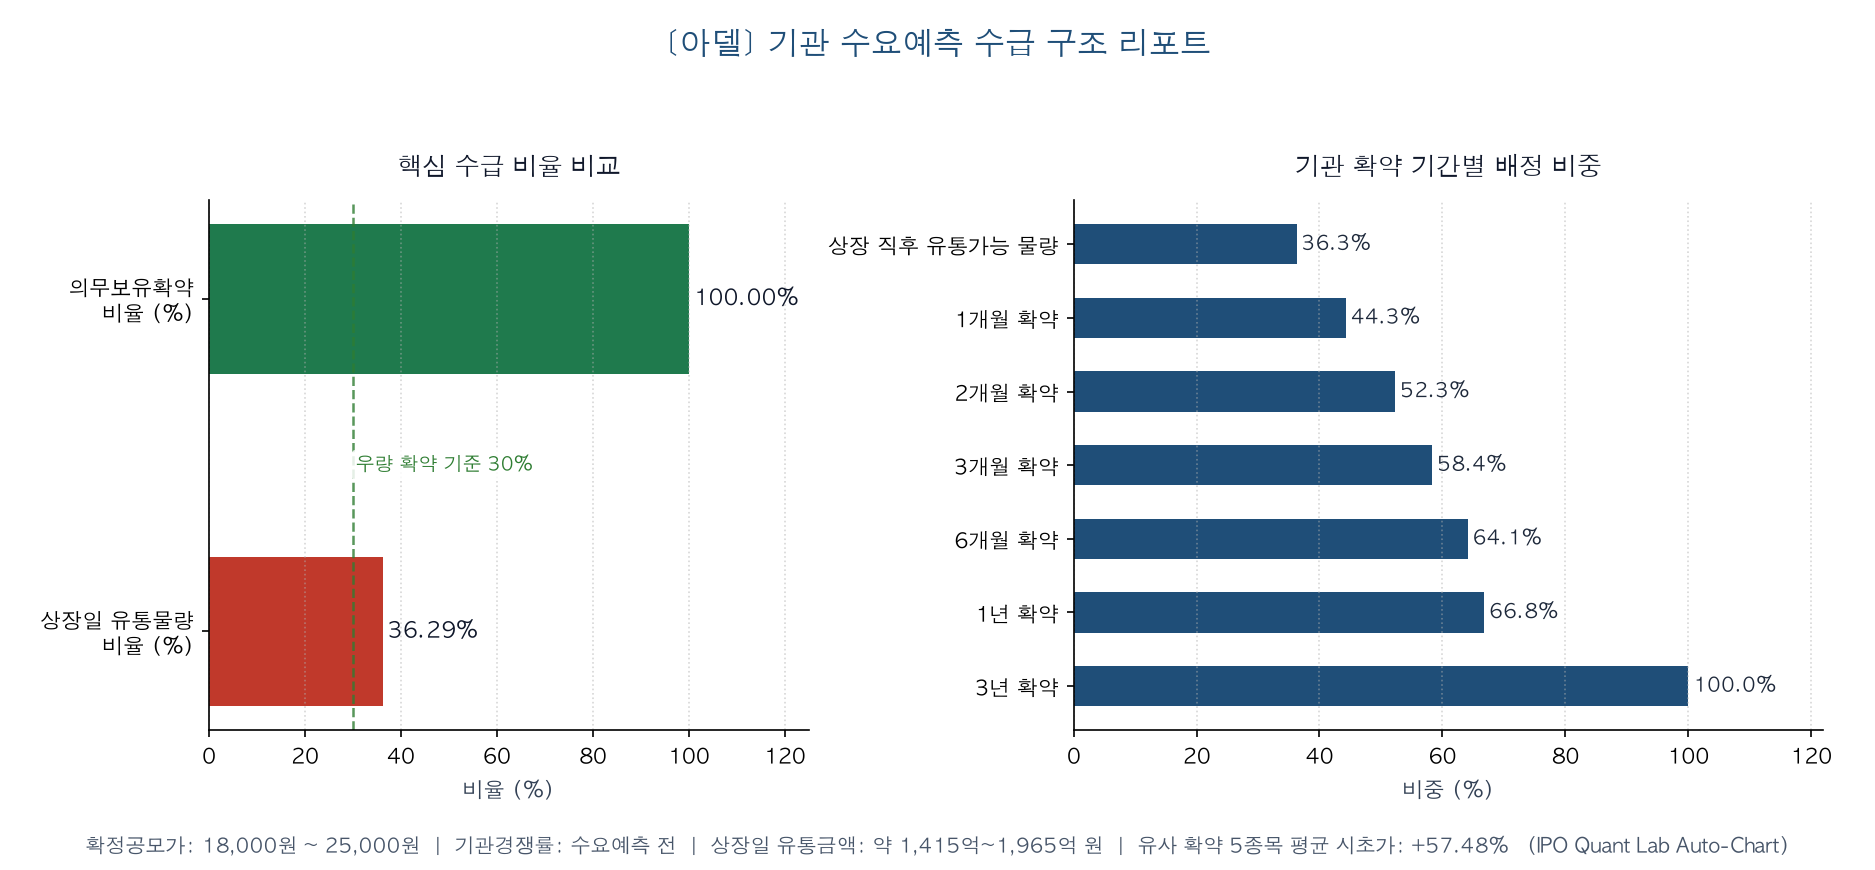 [아델] 기관 수요예측 수급 구조 리포트
핵심 수급 비율 비교
의무보유확약
비율 (%)
100.00%
우량 확약 기준 30%
상장일 유통물량
비율 (%)
36.29%
0 20 40 60 80 100 120
비율 (%)
기관 확약 기간별 배정 비중
상장 직후 유통가능 물량 36.3%
1개월 확약 44.3%
2개월 확약 52.3%
3개월 확약 58.4%
6개월 확약 64.1%
1년 확약 66.8%
3년 확약 100.0%
0 20 40 60 80 100 120
비중 (%)
확정공모가: 18,000원 ~ 25,000원 | 기관경쟁률: 수요예측 전 | 상장일 유통금액: 약 1,415억~1,965억 원 | 유사 확약 5종목 평균 시초가: +57.48% (IPO Quant Lab Auto-Chart)